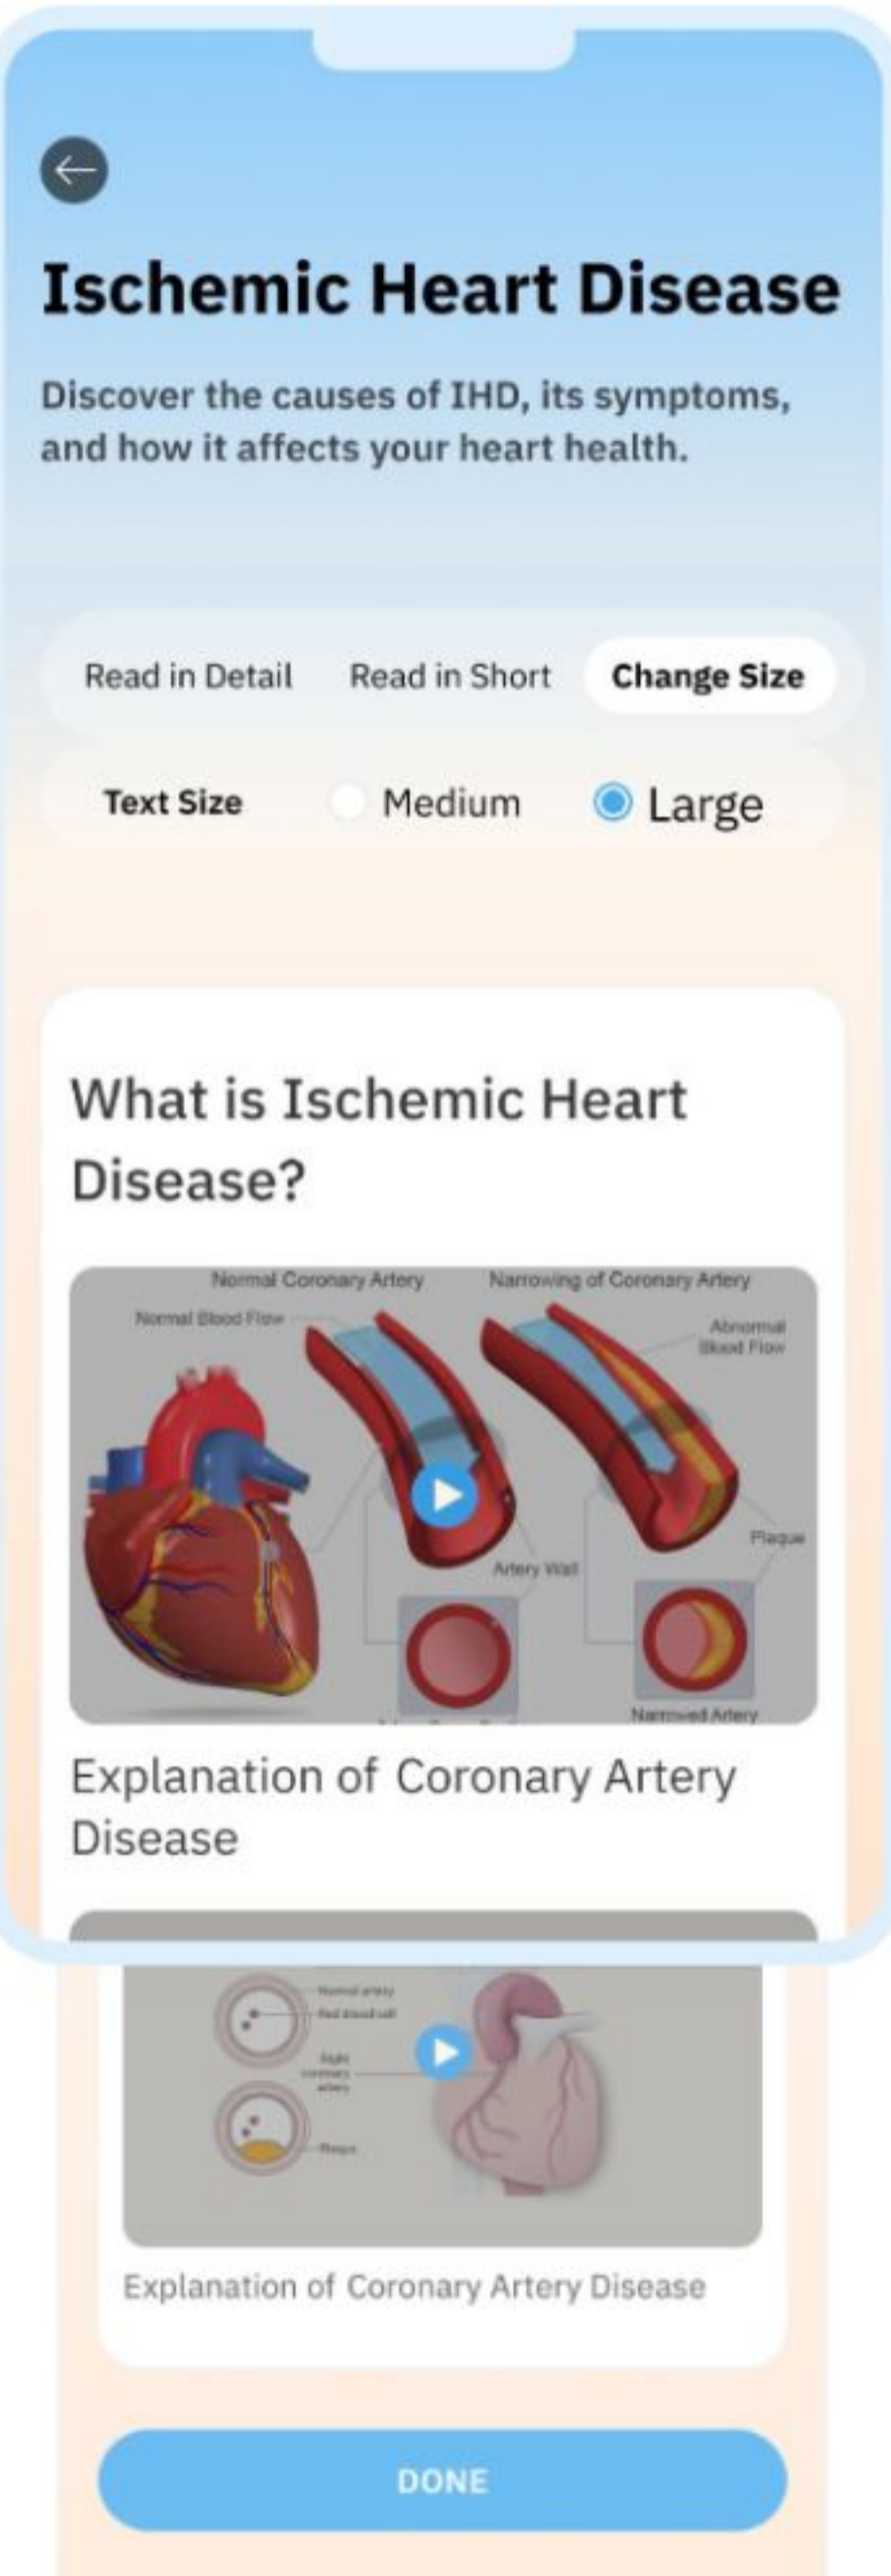 Ischemic Heart Disease
Discover the causes of IHD, its symptoms,
and how it affects your heart health.
Read in Detail Read in Short Change Size
Text Size Medium Large
What is Ischemic Heart
Disease?
Normal Coronary Artery Narrowing of Coronary Artery
Normal Blood Flow
Abnormal
Blood Flow
Plaque
Artery Wall
Narrowed Artery
Explanation of Coronary Artery
Disease
Normal artery
Red blood cell
Right
coronary
artery
Plaque
Explanation of Coronary Artery Disease
DONE